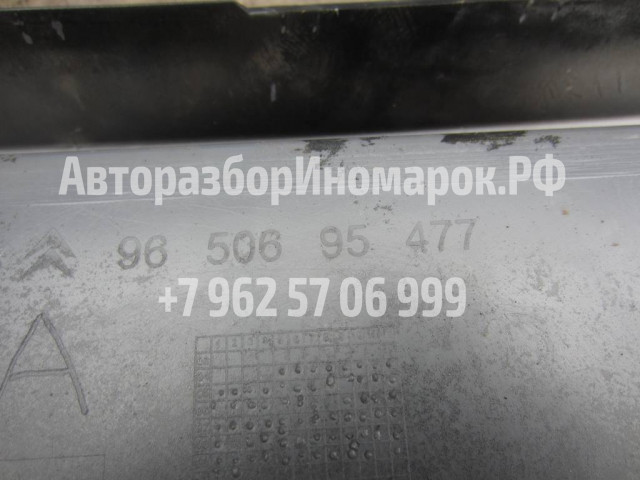 АвторазборИномарок.РФ
96 506 95 477
+7 962 57 06 999
A